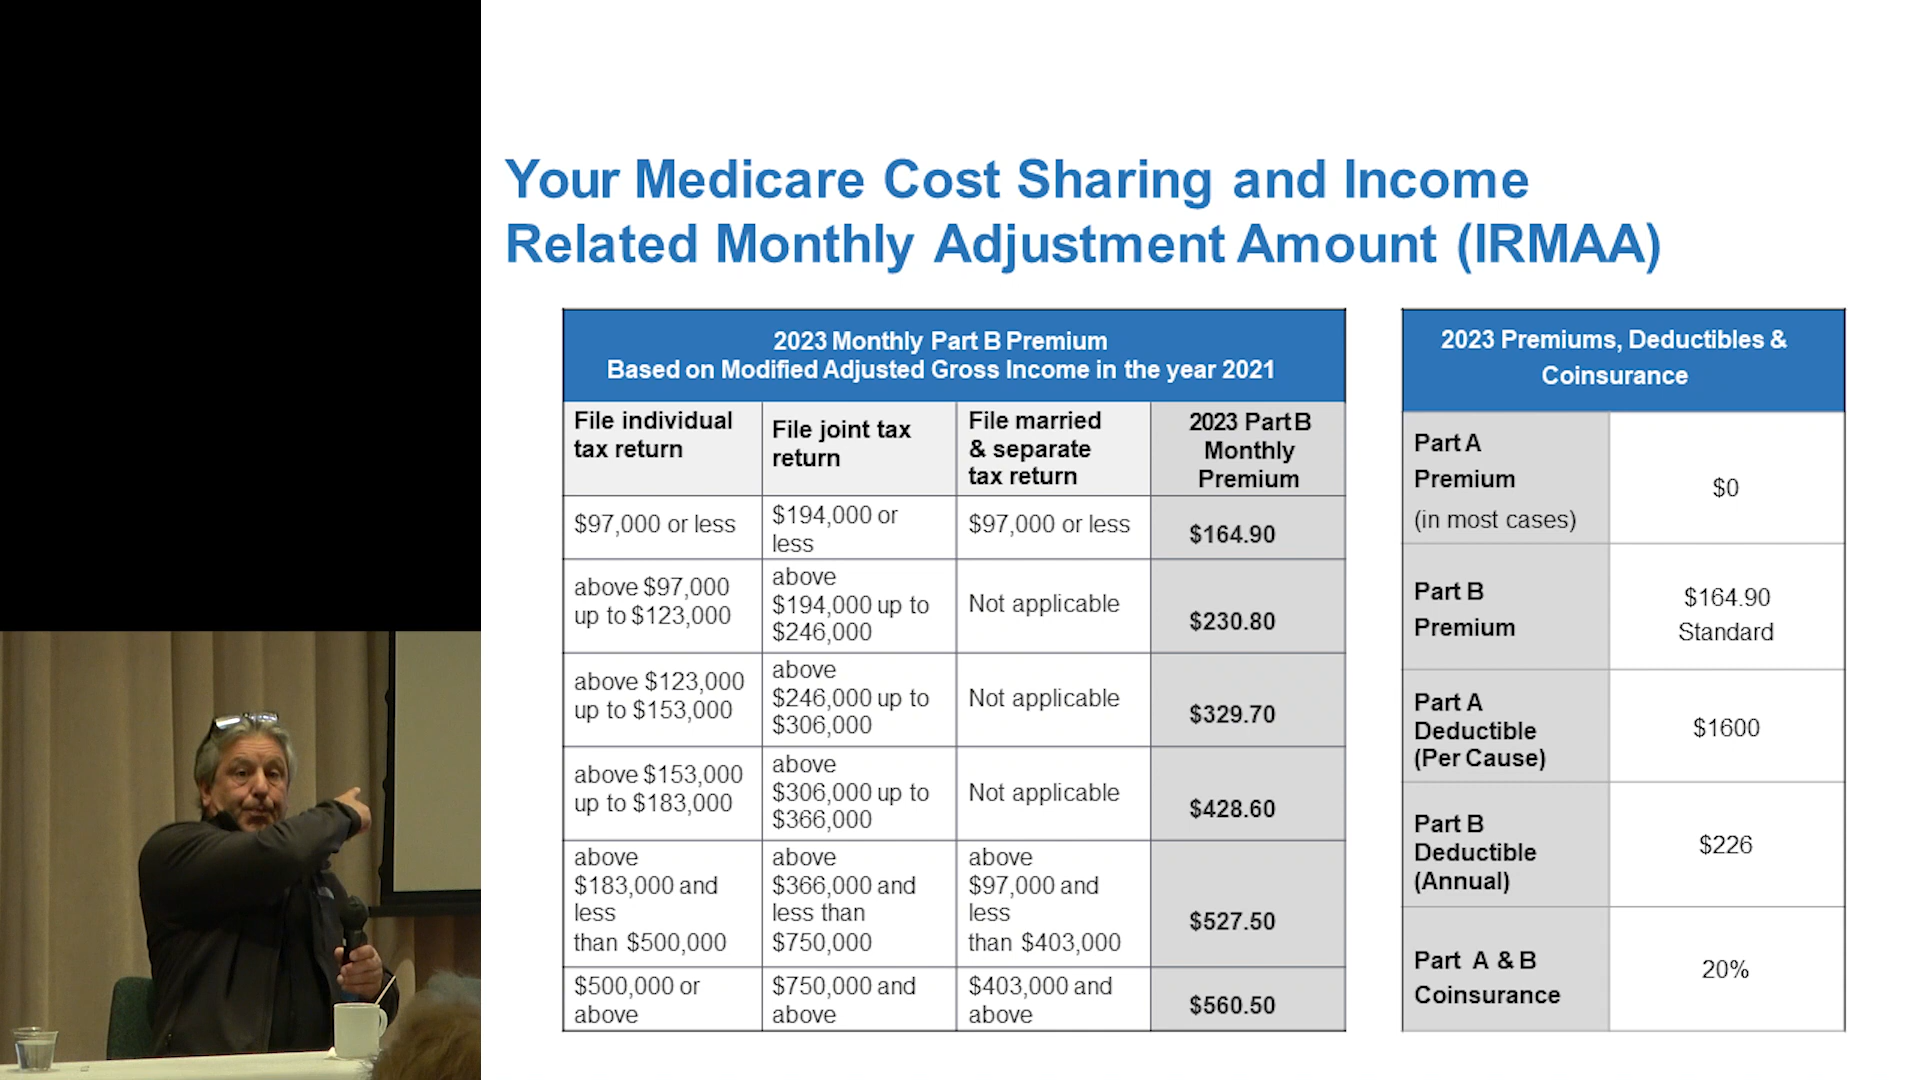 Your Medicare Cost Sharing and Income
Related Monthly Adjustment Amount (IRMAA)
2023 Monthly Part B Premium
Based on Modified Adjusted Gross Income in the year 2021
File individual
tax return
File joint tax
return
File married
& separate
tax return
2023 Part B
Monthly
Premium
$97,000 or less
$194,000 or
less
$97,000 or less
$164.90
above $97,000
up to $123,000
above
$194,000 up to
$246,000
Not applicable
$230.80
above $123,000
up to $153,000
above
$246,000 up to
$306,000
Not applicable
$329.70
above $153,000
up to $183,000
above
$306,000 up to
$366,000
Not applicable
$428.60
above
$183,000 and
less
than $500,000
above
$366,000 and
less than
$750,000
above
$97,000 and
less
than $403,000
$527.50
$500,000 or
above
$750,000 and
above
$403,000 and
above
$560.50
2023 Premiums, Deductibles &
Coinsurance
Part A
Premium
(in most cases)
$0
Part B
Premium
$164.90
Standard
Part A
Deductible
(Per Cause)
$1600
Part B
Deductible
(Annual)
$226
Part A & B
Coinsurance
20%